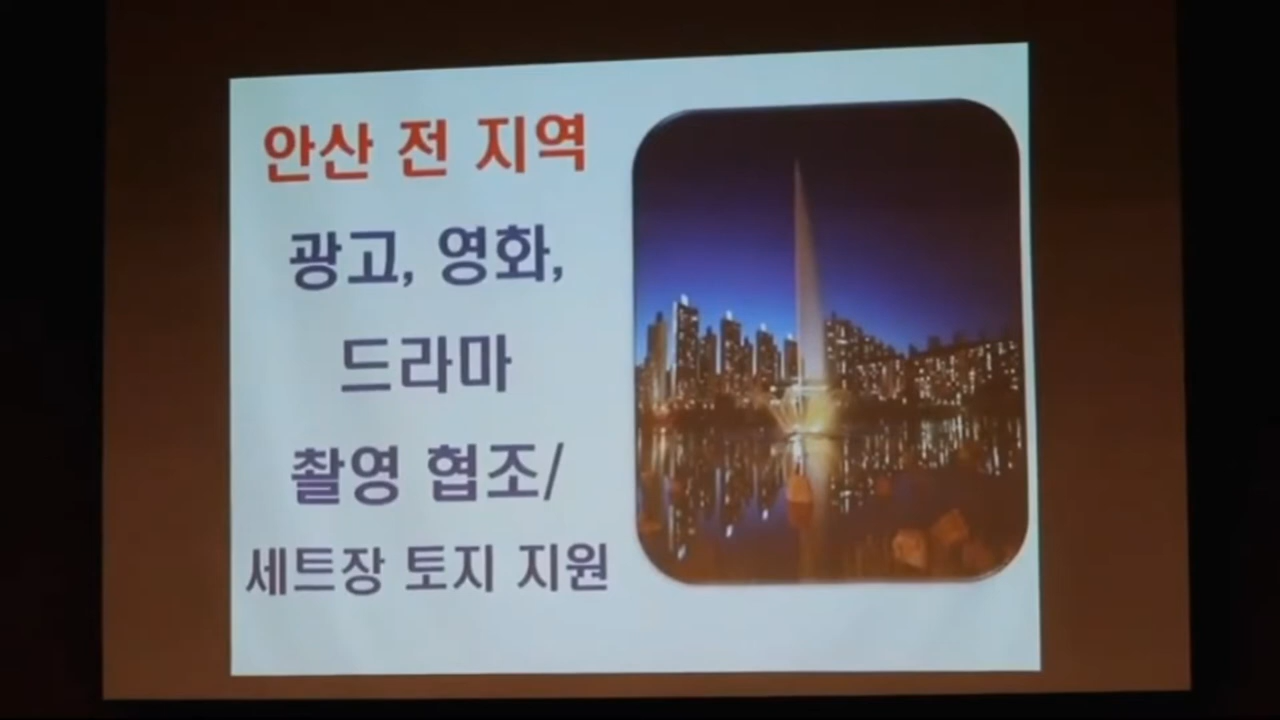 안산 전 지역
광고, 영화,
드라마
촬영 협조/
세트장 토지 지원